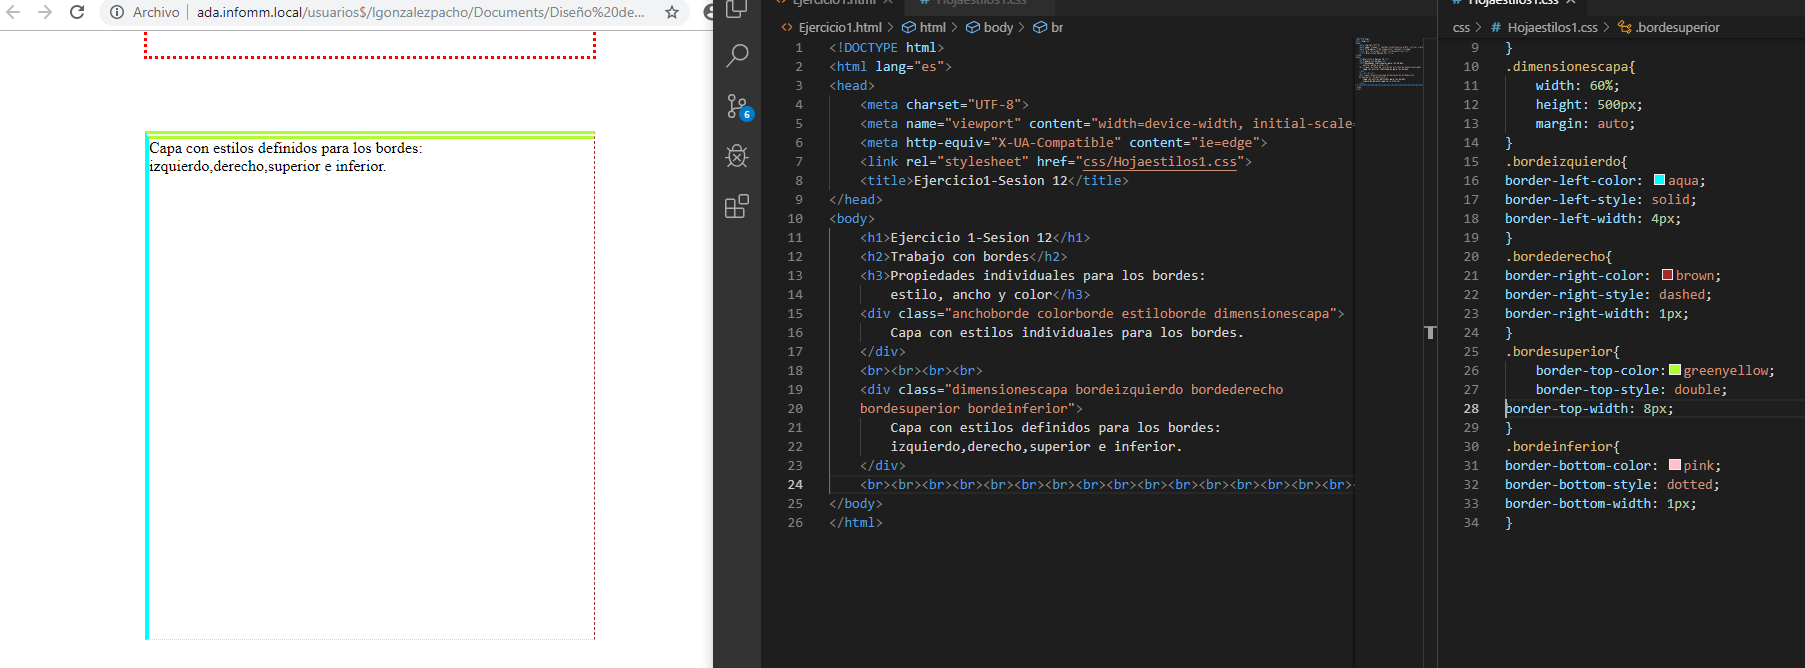 Archivo
ada.infomm.local/usuarios$/lgonzalezpacho/Documents/Diseño%20de...
Capa con estilos definidos para los bordes:
izquierdo,derecho,superior e inferior.
6
Ejercicio1.html
Hojaestilos1.css
<> Ejercicio1.html > html > body > br
1 <!DOCTYPE html>
2 <html lang="es">
3 <head>
4 <meta charset="UTF-8">
5 <meta name="viewport" content="width=device-width, initial-scale=
6 <meta http-equiv="X-UA-Compatible" content="ie=edge">
7 <link rel="stylesheet" href="css/Hojaestilos1.css">
8 <title>Ejercicio1-Sesion 12</title>
9 </head>
10 <body>
11 <h1>Ejercicio 1-Sesion 12</h1>
12 <h2>Trabajo con bordes</h2>
13 <h3>Propiedades individuales para los bordes:
14 estilo, ancho y color</h3>
15 <div class="anchoborde colorborde estiloborde dimensionescapa">
16 Capa con estilos individuales para los bordes.
17 </div>
18 <br><br><br><br>
19 <div class="dimensionescapa bordeizquierdo bordederecho
20 bordesuperior bordeinferior">
21 Capa con estilos definidos para los bordes:
22 izquierdo,derecho,superior e inferior.
23 </div>
24 <br><br><br><br><br><br><br><br><br><br><br><br><br><br><br><br>
25 </body>
26 </html>
Hojaestilos1.css
css > # Hojaestilos1.css > .bordesuperior
9 }
10 .dimensionescapa{
11 width: 60%;
12 height: 500px;
13 margin: auto;
14 }
15 .bordeizquierdo{
16 border-left-color: aqua;
17 border-left-style: solid;
18 border-left-width: 4px;
19 }
20 .bordederecho{
21 border-right-color: brown;
22 border-right-style: dashed;
23 border-right-width: 1px;
24 }
25 .bordesuperior{
26 border-top-color: greenyellow;
27 border-top-style: double;
28 border-top-width: 8px;
29 }
30 .bordeinferior{
31 border-bottom-color: pink;
32 border-bottom-style: dotted;
33 border-bottom-width: 1px;
34 }